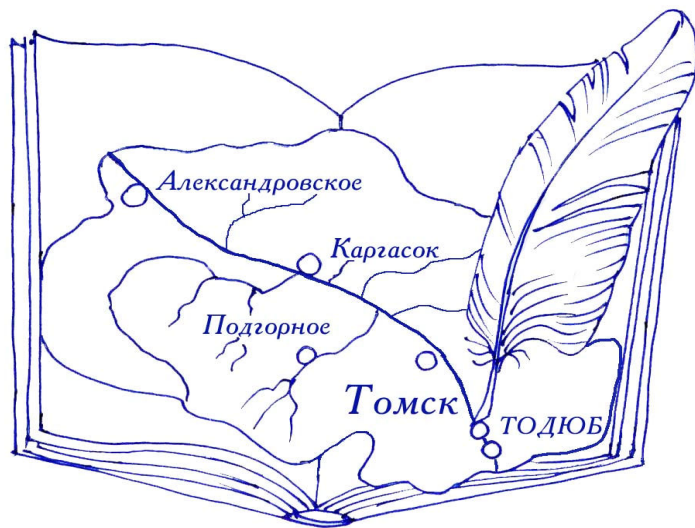 Александровское
Каргасок
Подгорное
Томск
ТОДЮБ